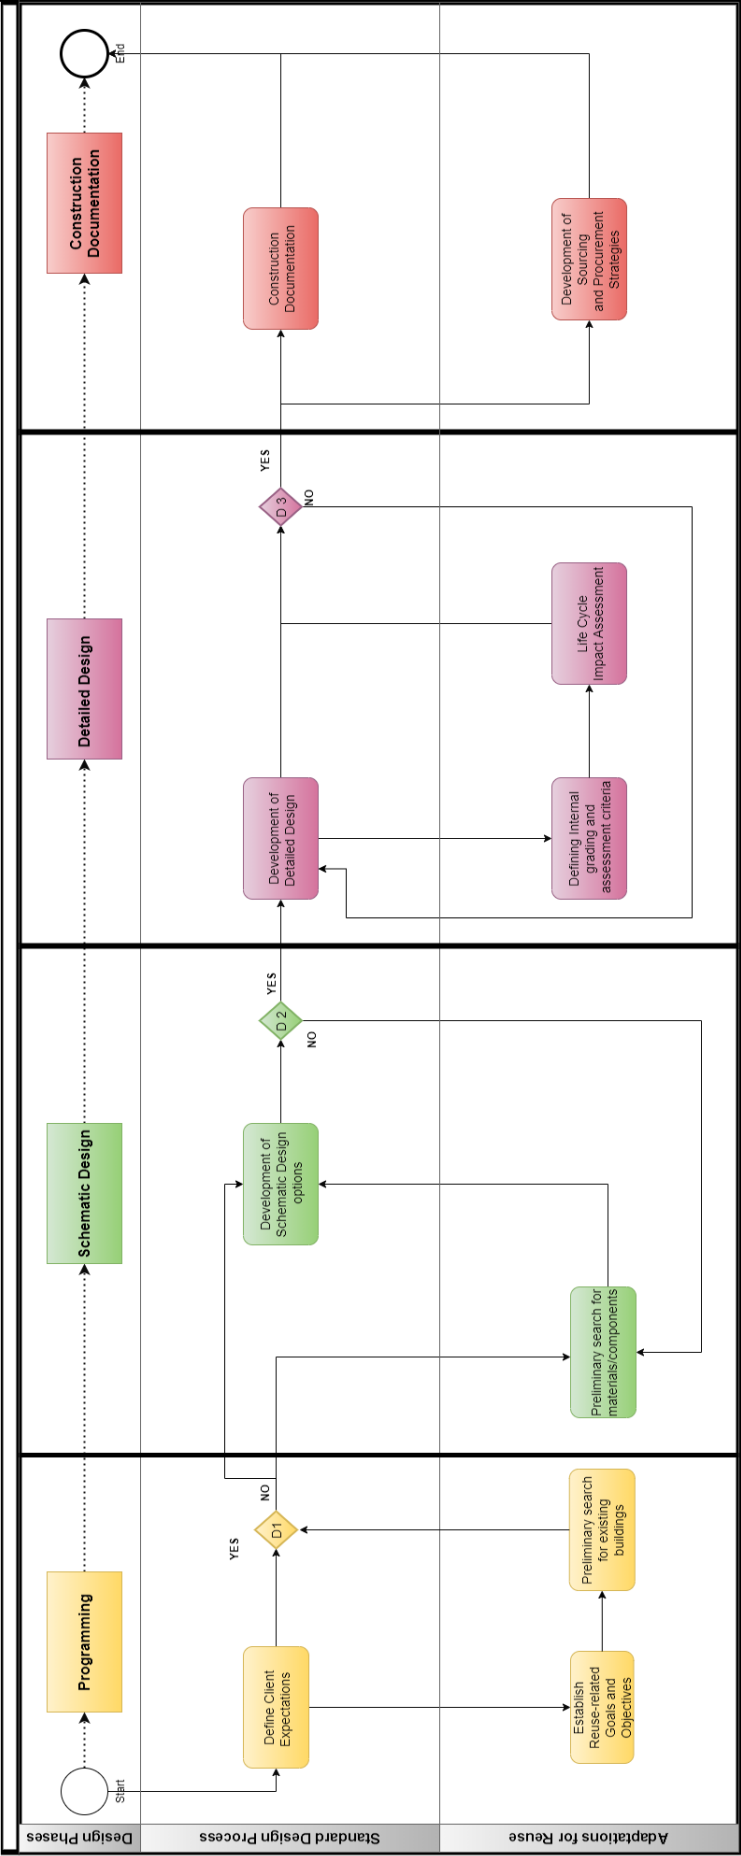 Design Phases
Start
Programming
Schematic Design
Detailed Design
Construction
Documentation
End
Standard Design Process
Define Client
Expectations
D1
YES
NO
Development of
Schematic Design
options
D 2
YES
NO
Development of
Detailed Design
D 3
YES
NO
Construction
Documentation
Adaptations for Reuse
Establish
Reuse-related
Goals and
Objectives
Preliminary search
for existing
buildings
Preliminary search for
materials/components
Defining Internal
grading and
assessment criteria
Life Cycle
Impact Assessment
Development of
Sourcing
and Procurement
Strategies